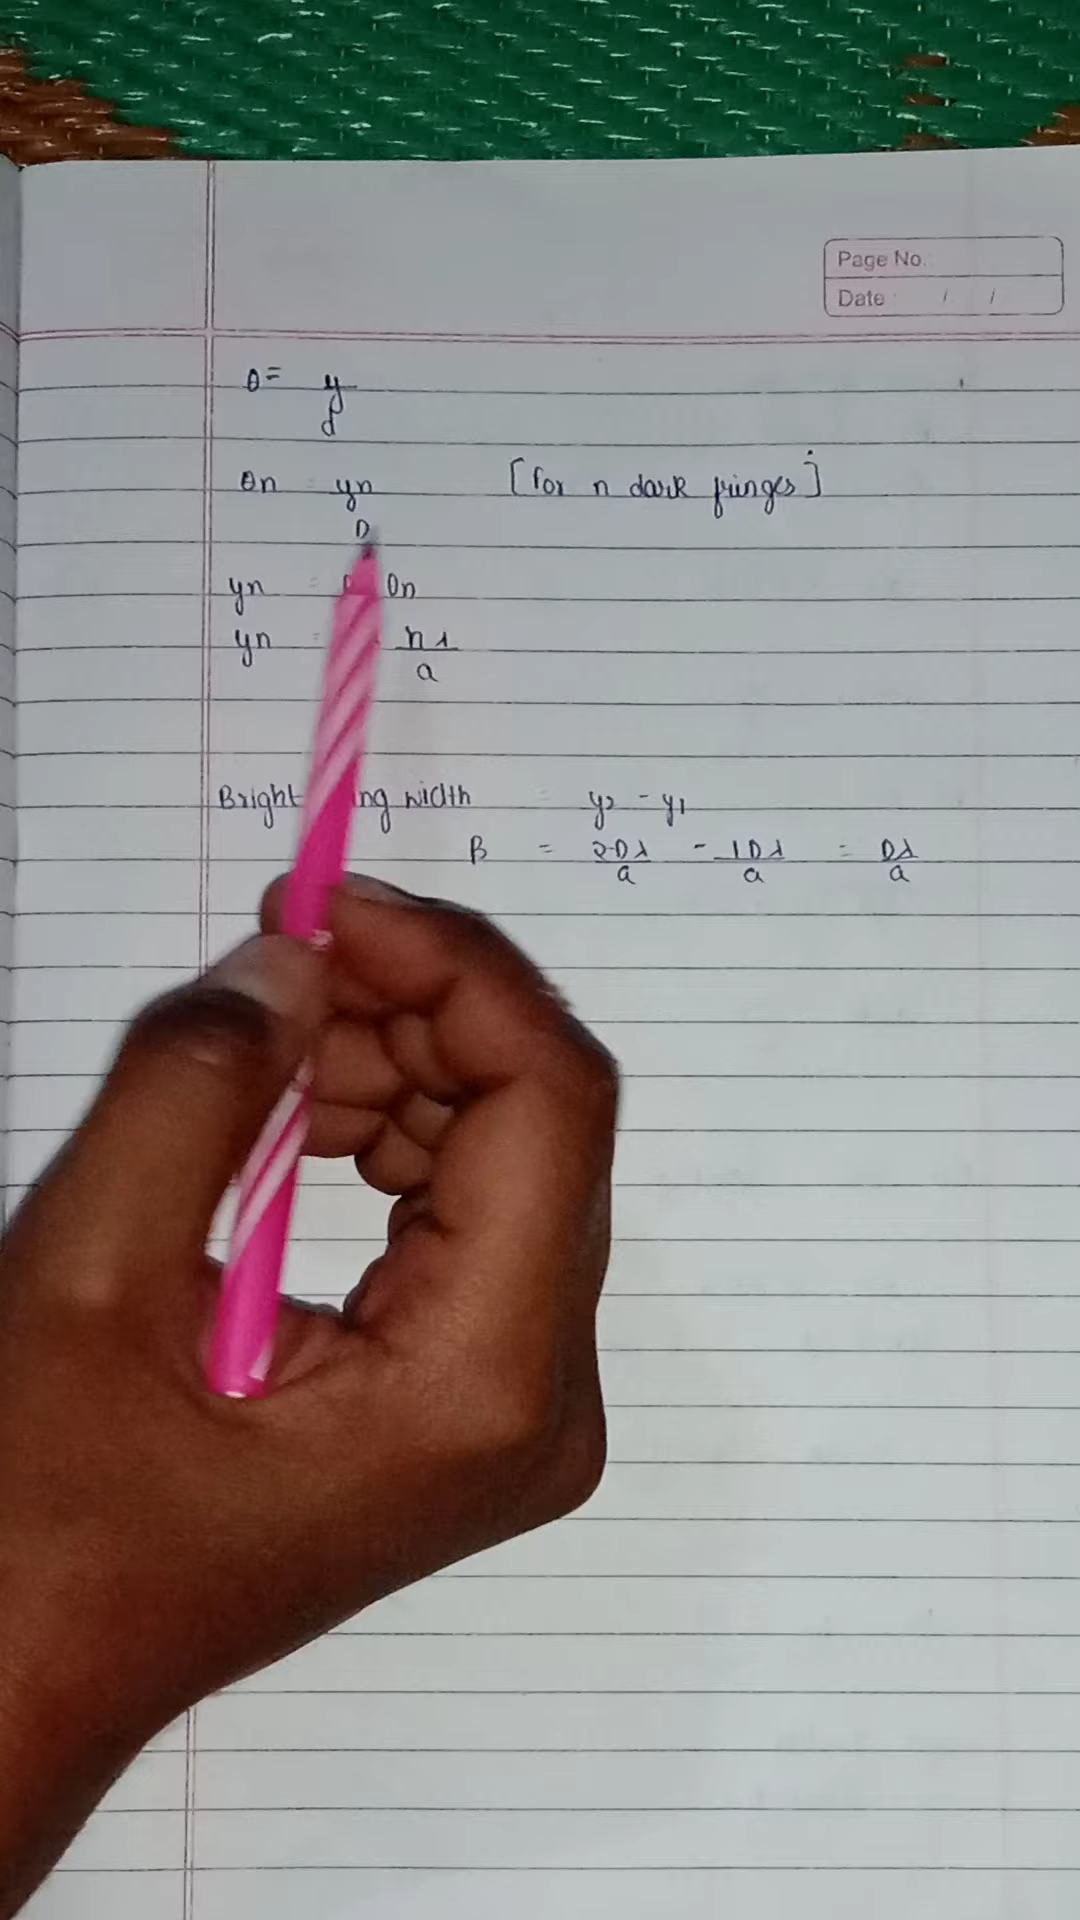 Page No.
Date / /
θ = y
d
θn = yn [for n dark fringes]
D
yn = θn
yn = nλ
a
Bright width = y2 - y1
B = 2Dλ - 1Dλ = Dλ
a a a